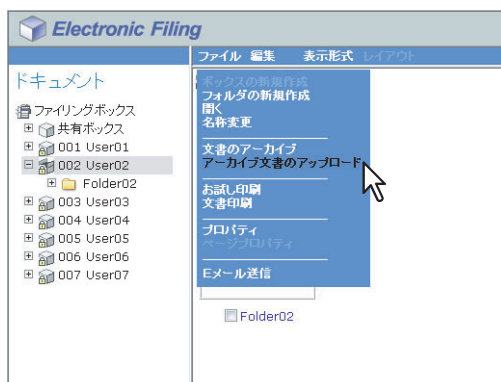 Electronic Filing
ファイル 編集 表示形式 レイアウト
ドキュメント
ファイリングボックス
共有ボックス
001 User01
002 User02
Folder02
003 User03
004 User04
005 User05
006 User06
007 User07
ボックスの新規作成
フォルダの新規作成
開く
名称変更
文書のアーカイブ
アーカイブ文書のアップロード
お試し印刷
文書印刷
プロパティ
ページプロパティ
Eメール送信
Folder02